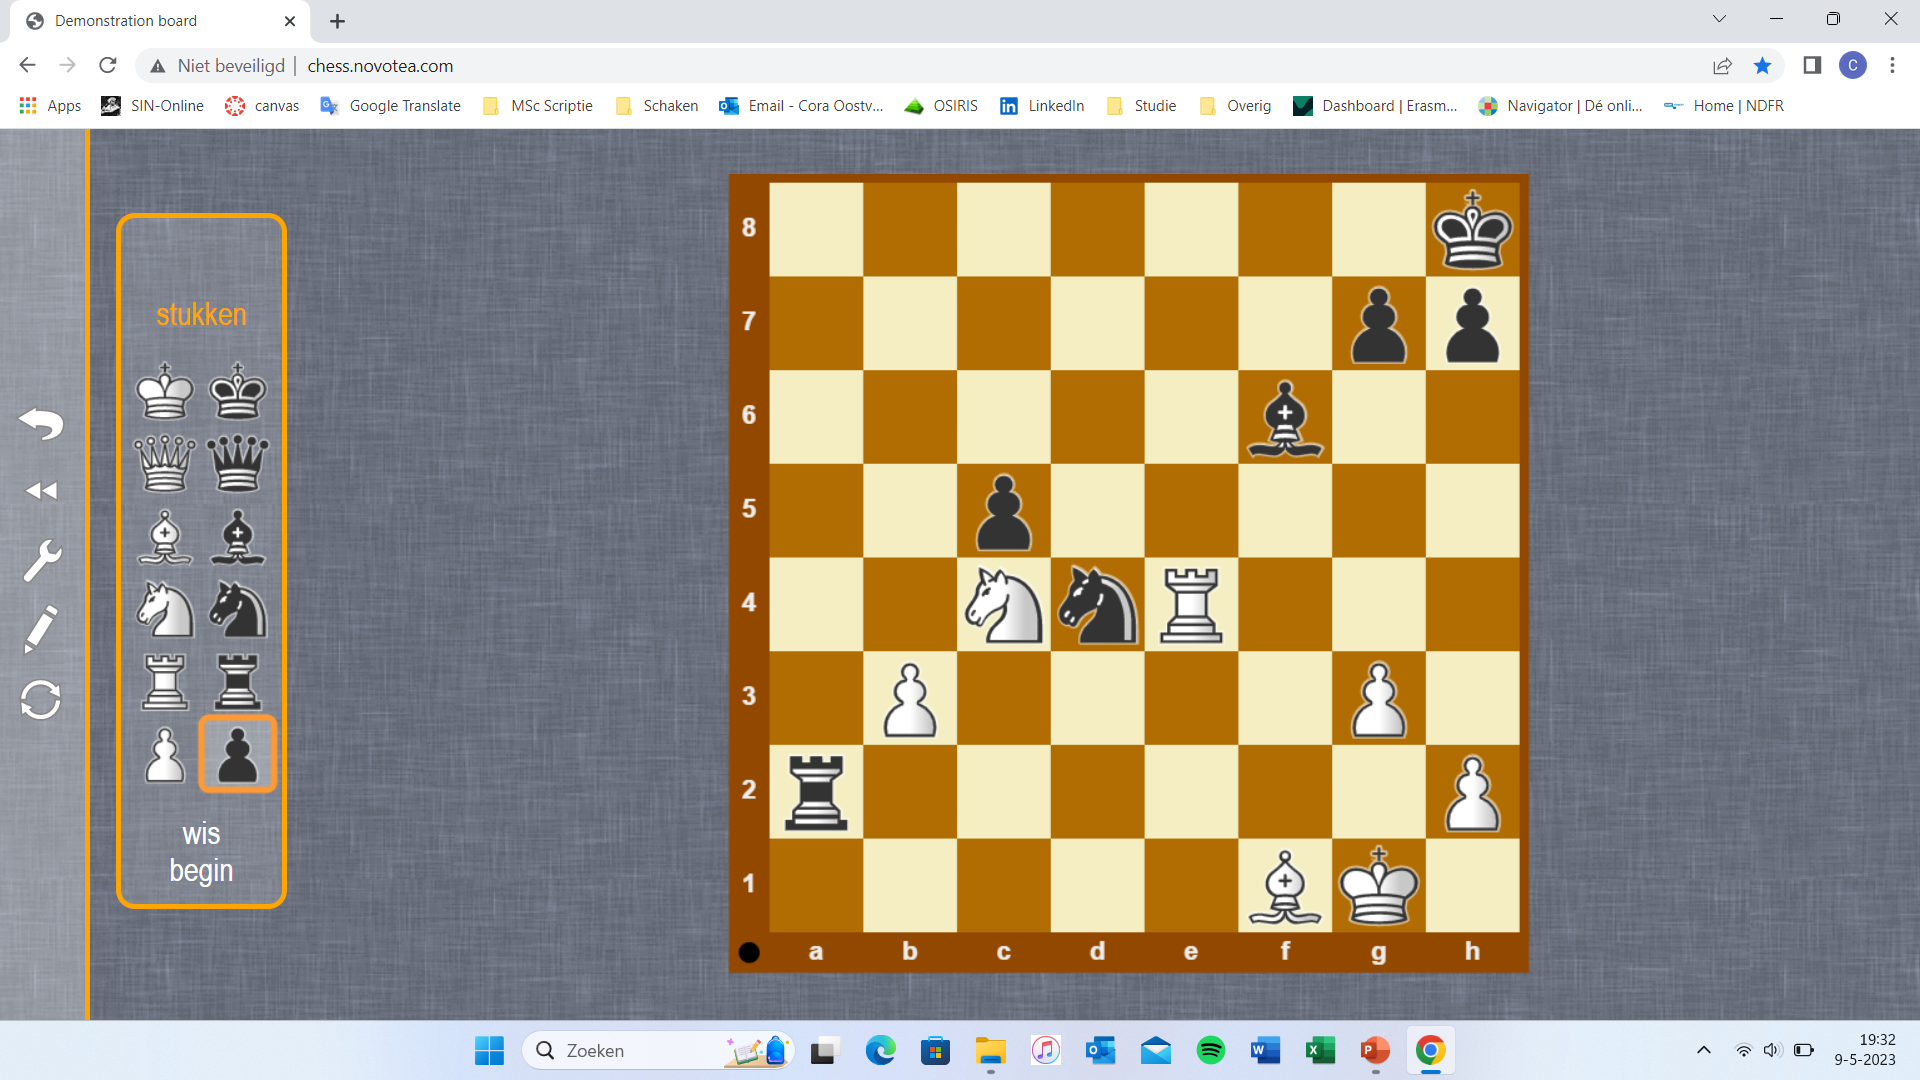 Demonstration board
Niet beveiligd chess.novotea.com
Apps SIN-Online canvas Google Translate MSc Scriptie Schaken Email - Cora Oostv... OSIRIS LinkedIn Studie Overig Dashboard | Erasm... Navigator | Dé onli... Home | NDFR
C
stukken
wis
begin
8
7
6
5
4
3
2
1
a b c d e f g h
Zoeken
19:32
9-5-2023